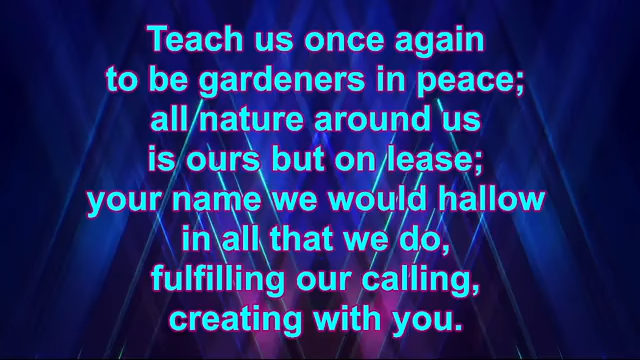 Teach us once again
to be gardeners in peace;
all nature around us
is ours but on lease;
your name we would hallow
in all that we do,
fulfilling our calling,
creating with you.